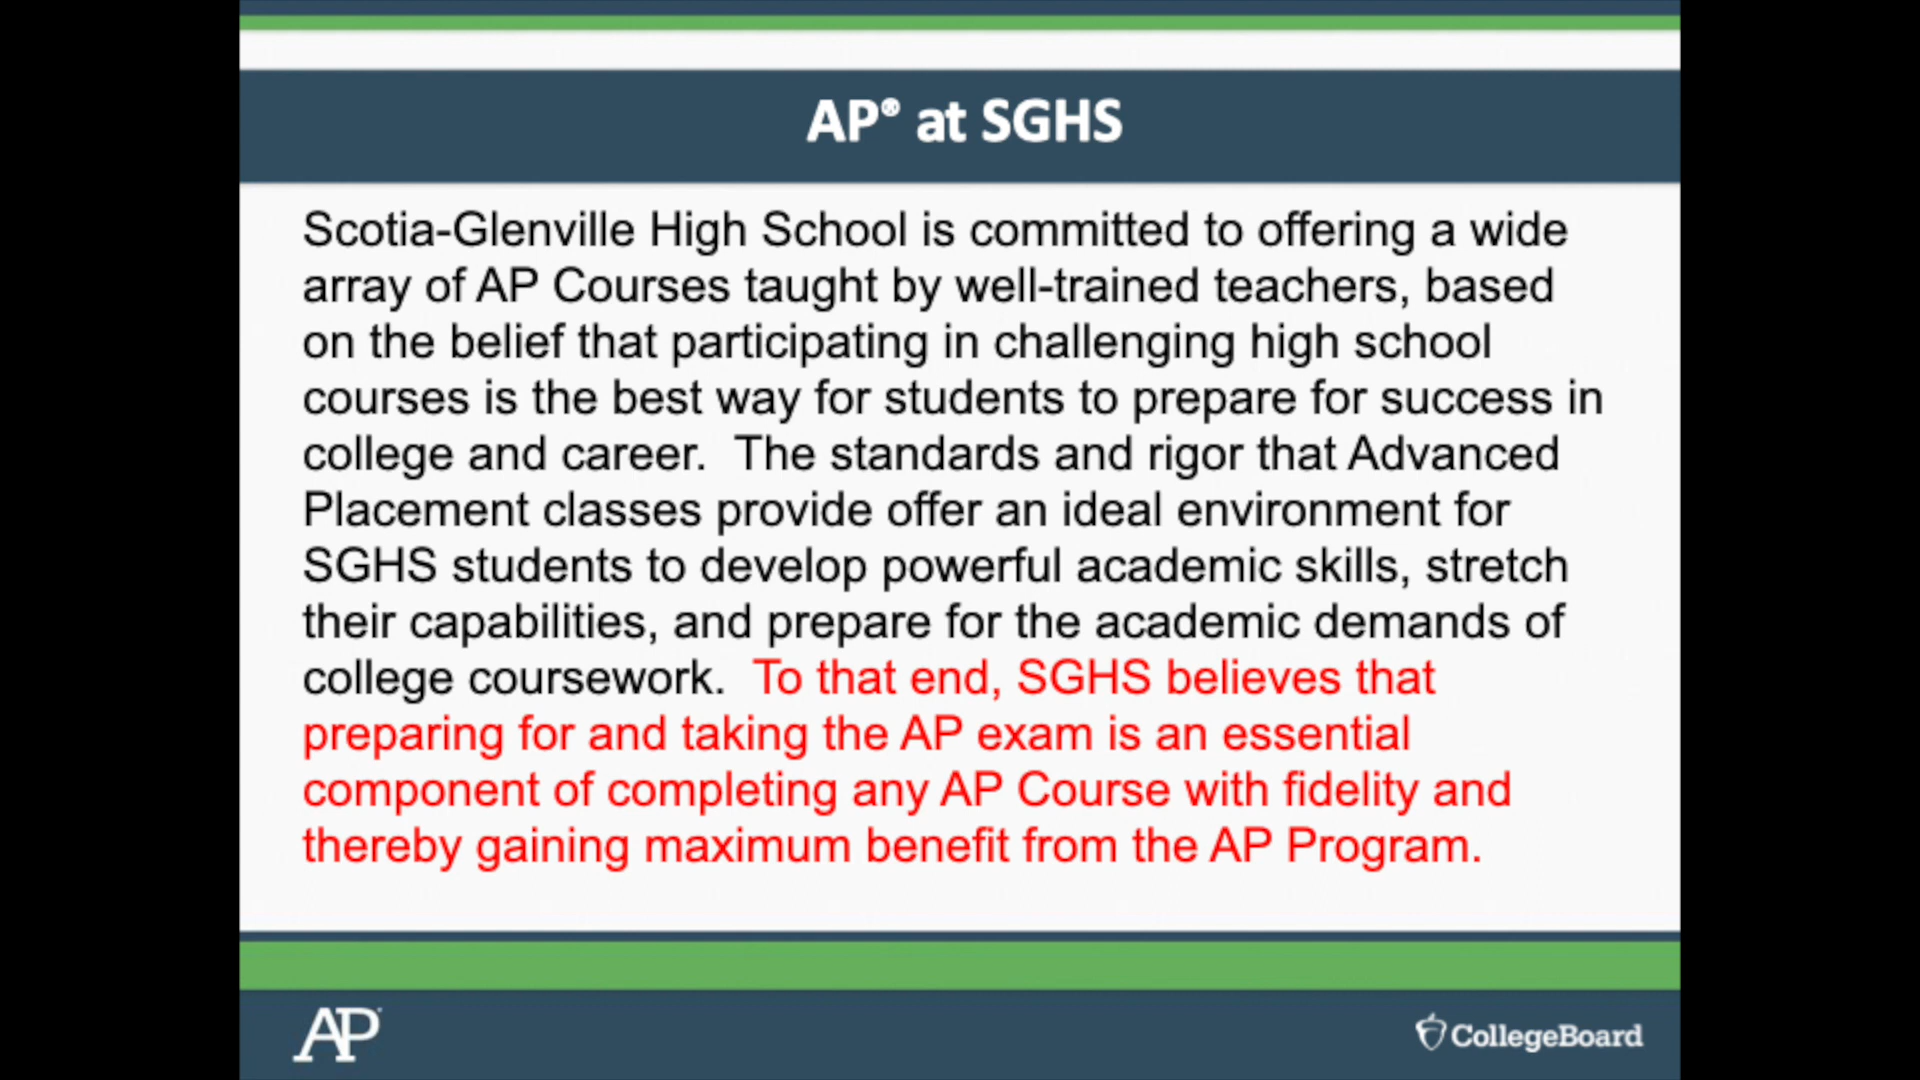 AP® at SGHS
Scotia-Glenville High School is committed to offering a wide
array of AP Courses taught by well-trained teachers, based
on the belief that participating in challenging high school
courses is the best way for students to prepare for success in
college and career.  The standards and rigor that Advanced
Placement classes provide offer an ideal environment for
SGHS students to develop powerful academic skills, stretch
their capabilities, and prepare for the academic demands of
college coursework.  To that end, SGHS believes that
preparing for and taking the AP exam is an essential
component of completing any AP Course with fidelity and
thereby gaining maximum benefit from the AP Program.
AP
CollegeBoard